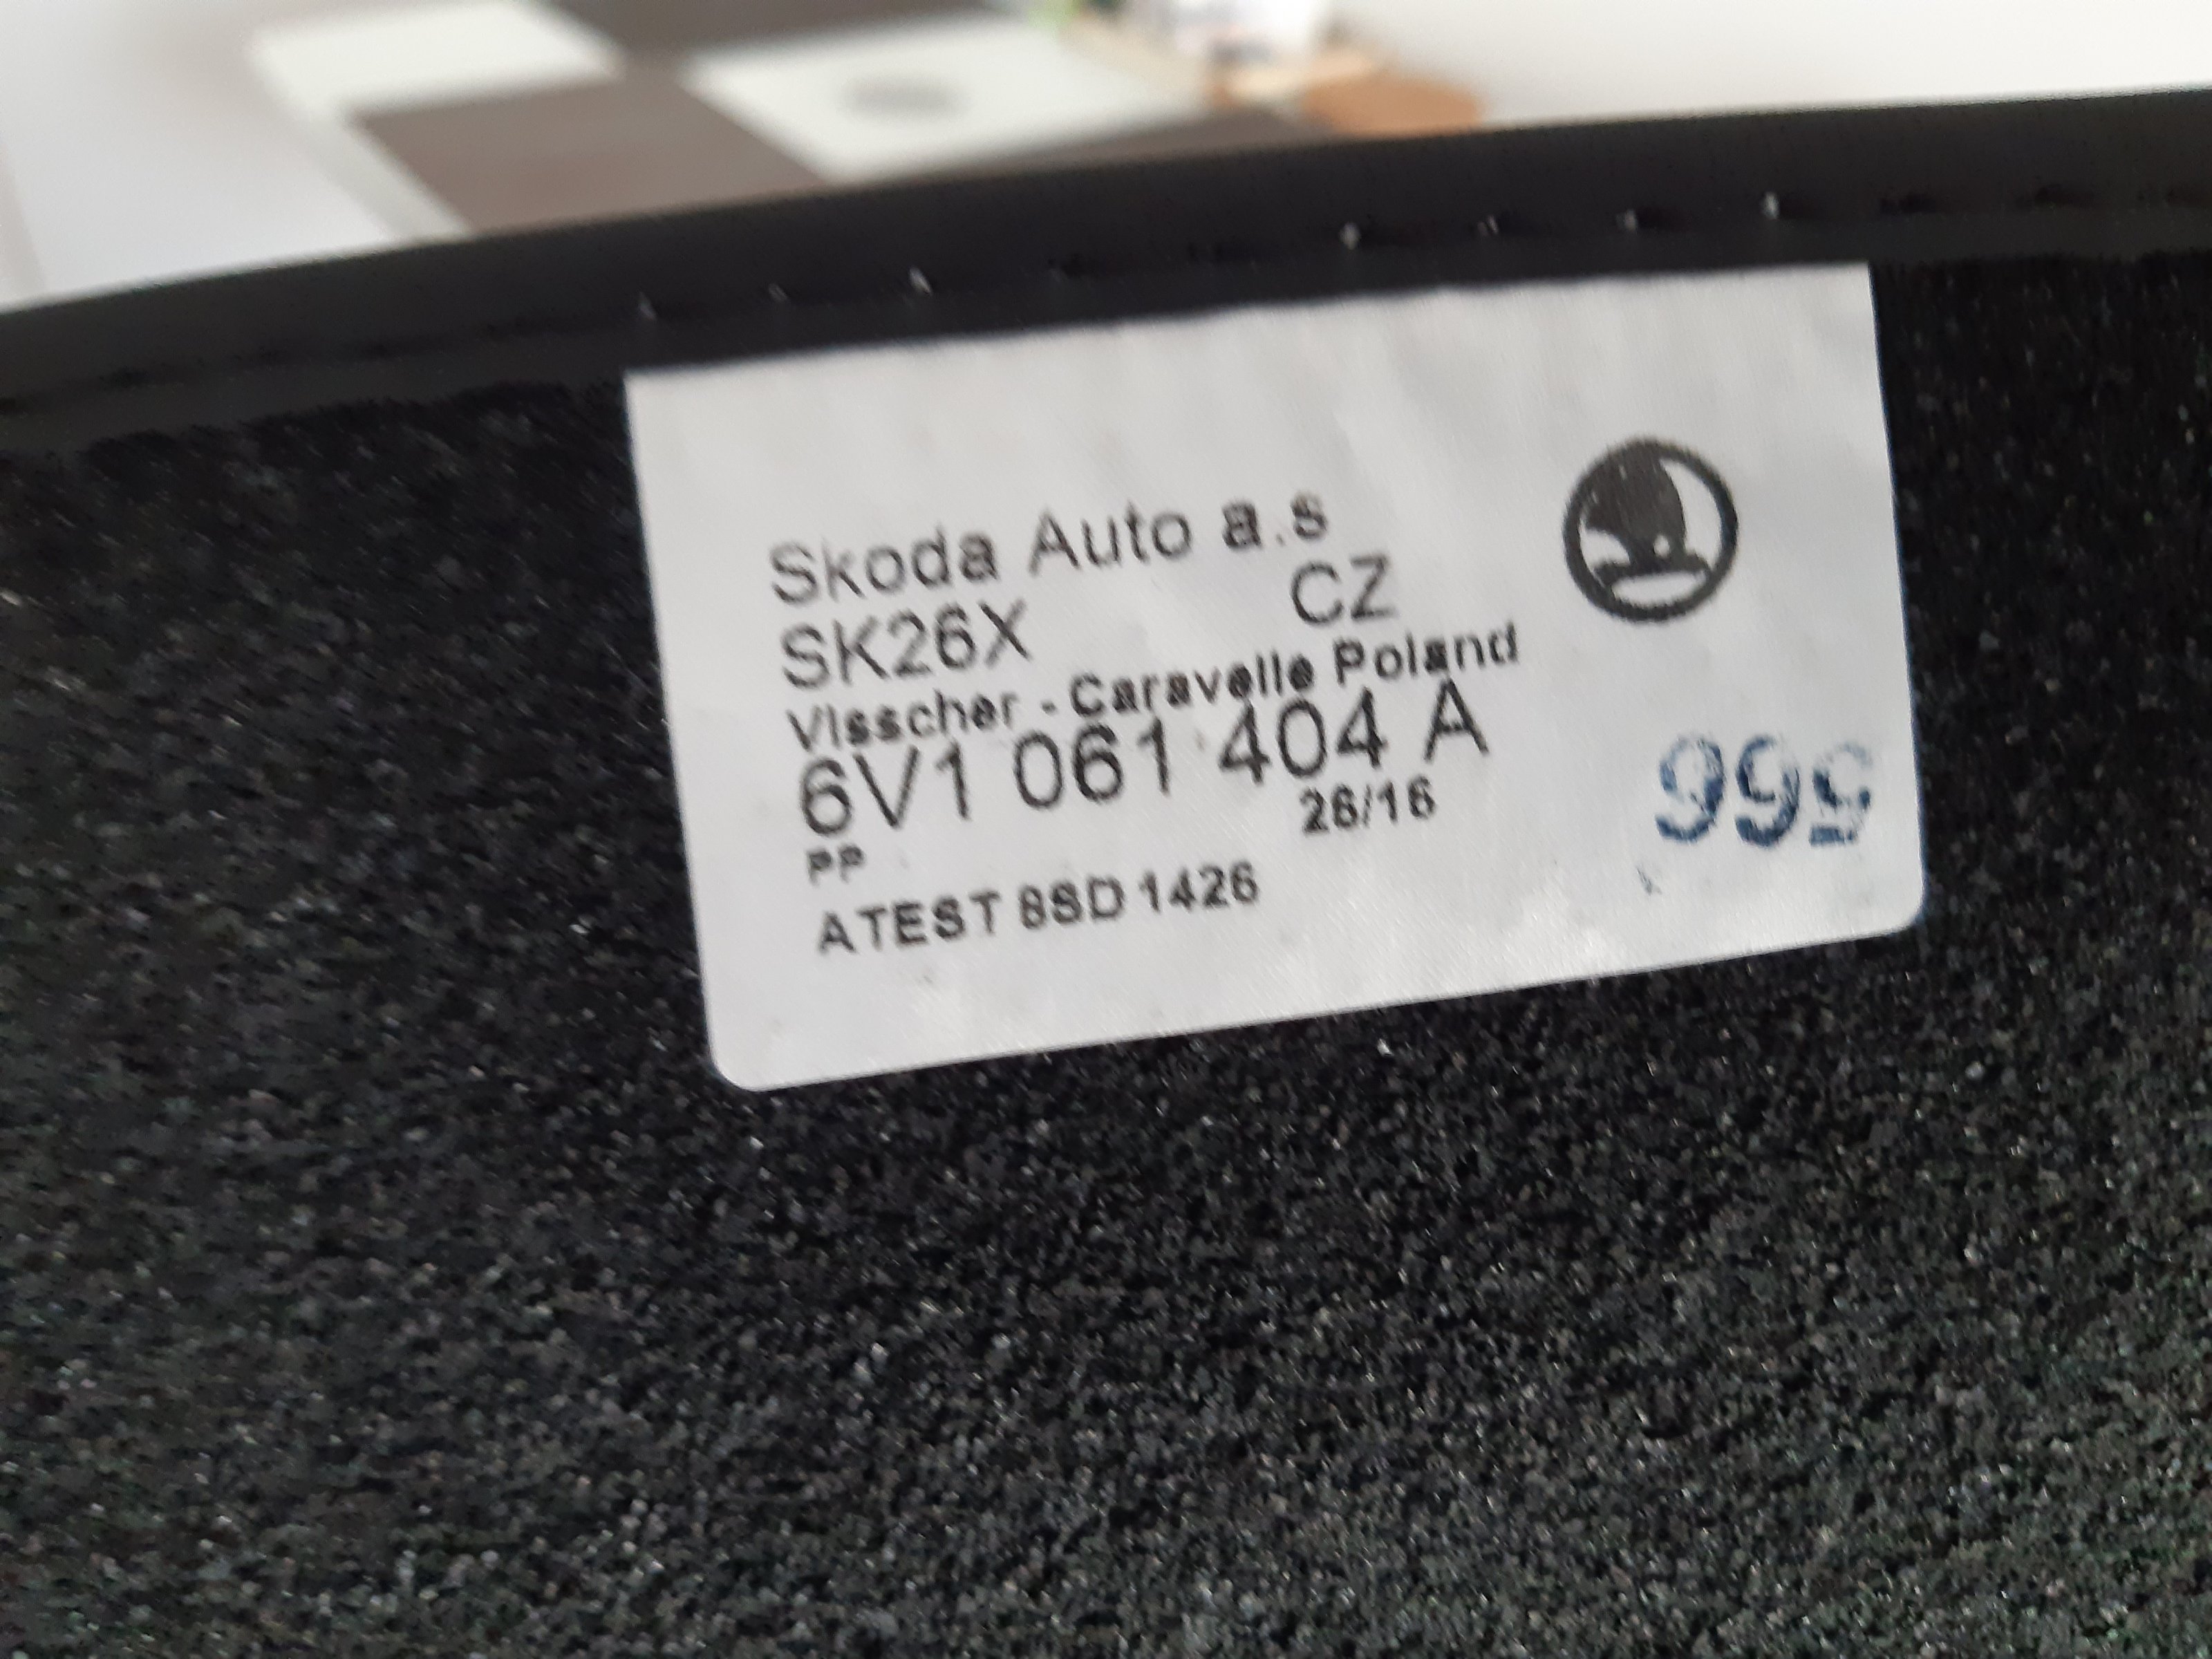 Skoda Auto a.s
SK26X CZ
Visscher - Caravelle Poland
6V1 061 404 A
26/16
PP
ATEST 8SD 1426
999